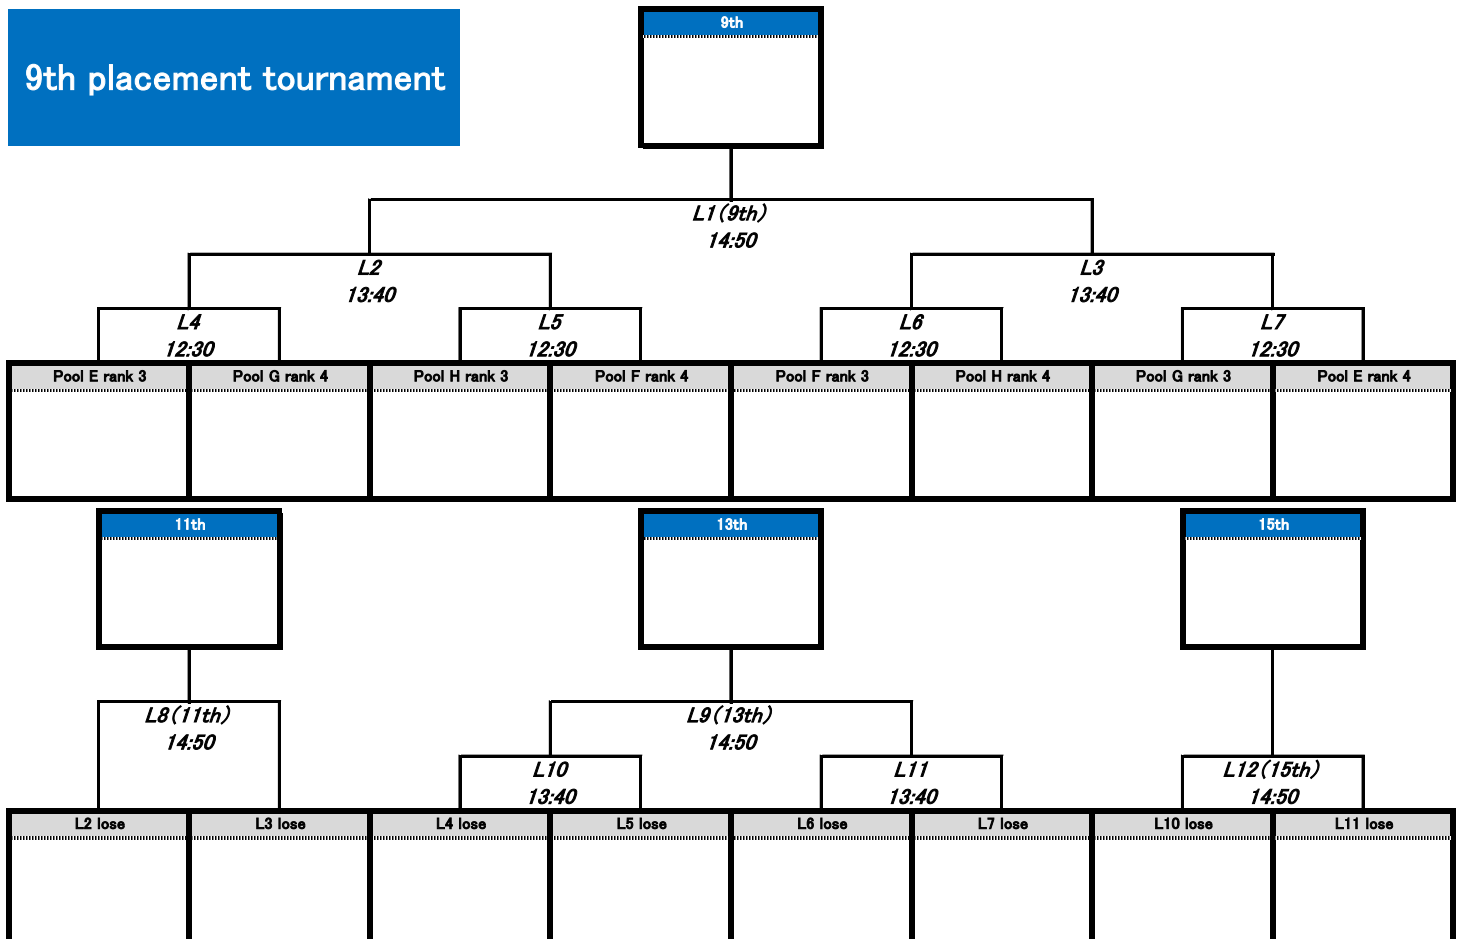 9th
9th placement tournament
L1(9th)
14:50
L2
13:40
L3
13:40
L4
12:30
L5
12:30
L6
12:30
L7
12:30
Pool E rank 3
Pool G rank 4
Pool H rank 3
Pool F rank 4
Pool F rank 3
Pool H rank 4
Pool G rank 3
Pool E rank 4
11th
13th
15th
L8(11th)
14:50
L9(13th)
14:50
L10
13:40
L11
13:40
L12(15th)
14:50
L2 lose
L3 lose
L4 lose
L5 lose
L6 lose
L7 lose
L10 lose
L11 lose